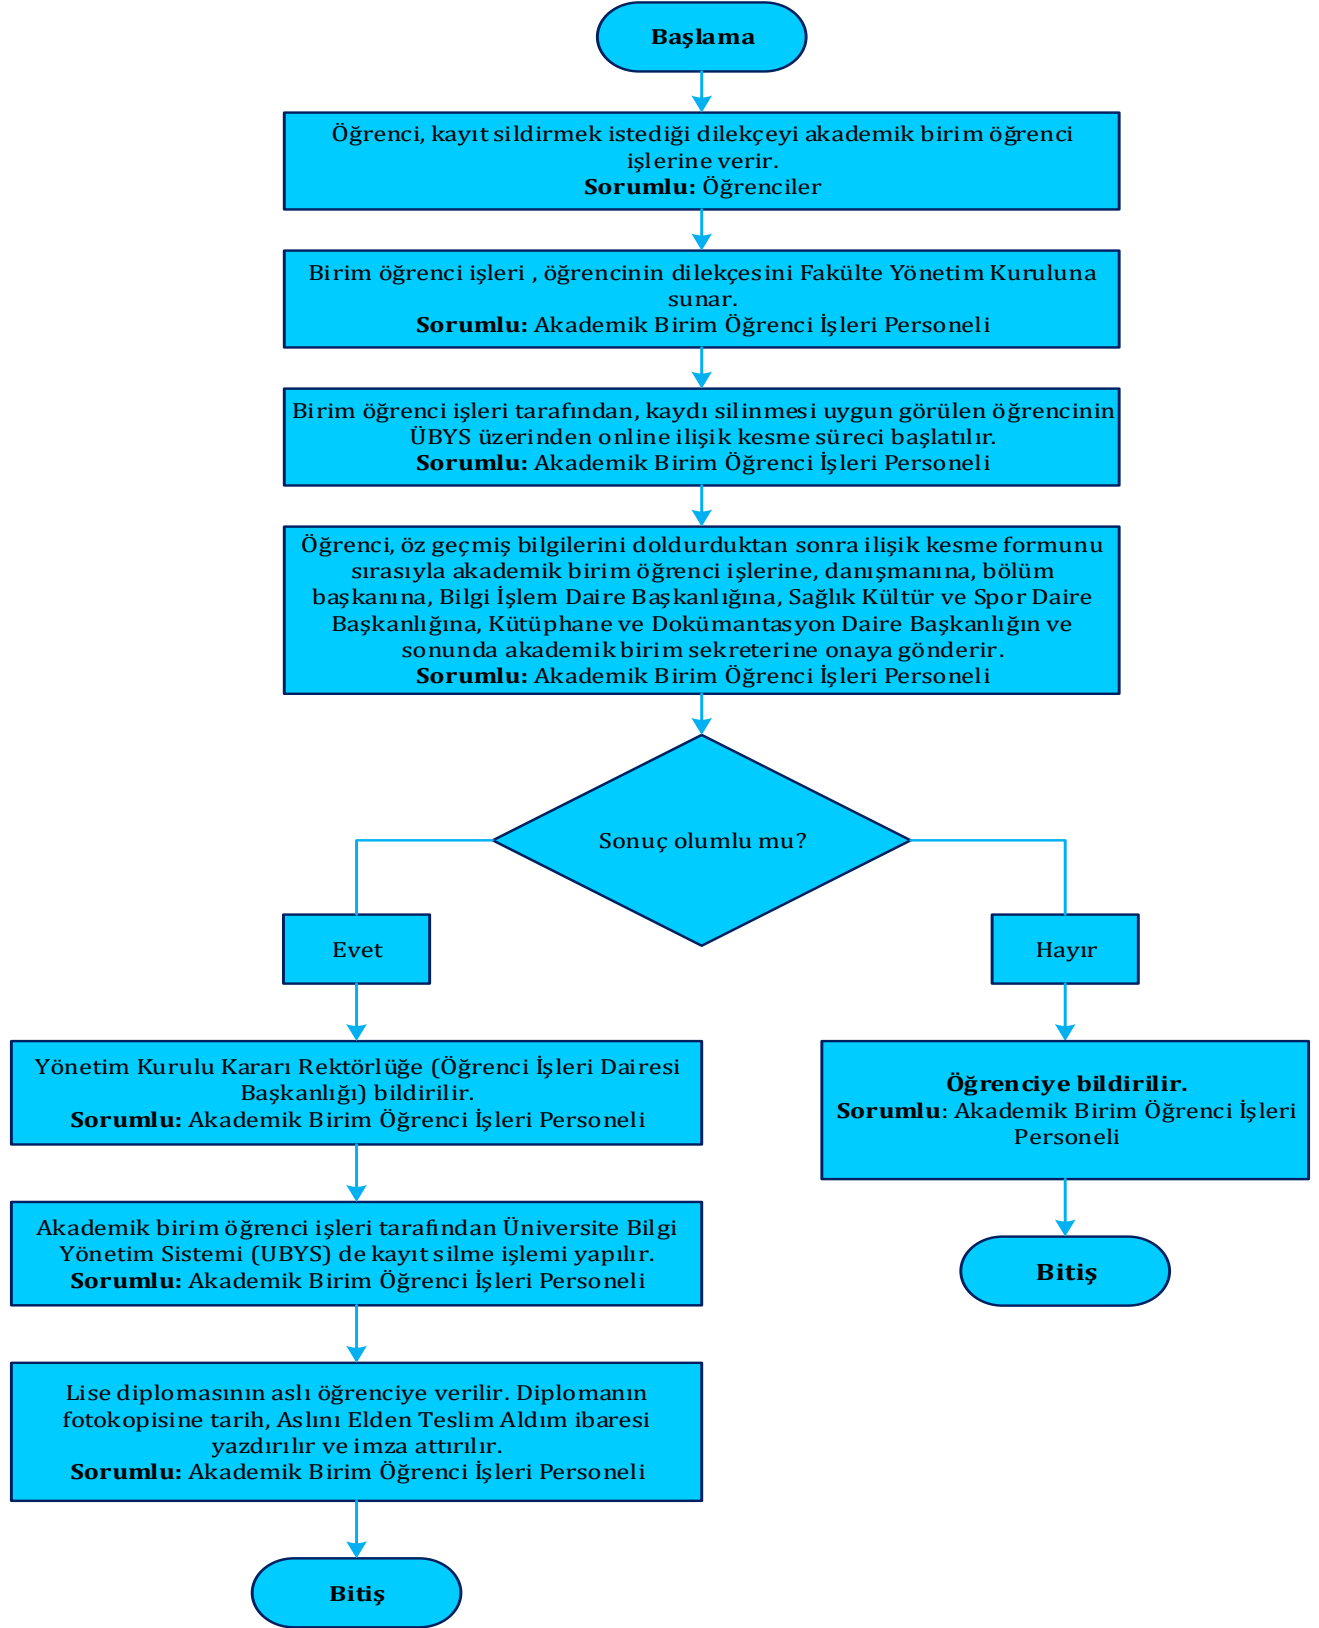 Başlama
Öğrenci, kayıt sildirmek istediği dilekçeyi akademik birim öğrenci
işlerine verir.
Sorumlu: Öğrenciler
Birim öğrenci işleri , öğrencinin dilekçesini Fakülte Yönetim Kuruluna
sunar.
Sorumlu: Akademik Birim Öğrenci İşleri Personeli
Birim öğrenci işleri tarafından, kaydı silinmesi uygun görülen öğrencinin
ÜBYS üzerinden online ilişik kesme süreci başlatılır.
Sorumlu: Akademik Birim Öğrenci İşleri Personeli
Öğrenci, öz geçmiş bilgilerini doldurduktan sonra ilişik kesme formunu
sırasıyla akademik birim öğrenci işlerine, danışmanına, bölüm
başkanına, Bilgi İşlem Daire Başkanlığına, Sağlık Kültür ve Spor Daire
Başkanlığına, Kütüphane ve Dokümantasyon Daire Başkanlığın ve
sonunda akademik birim sekreterine onaya gönderir.
Sorumlu: Akademik Birim Öğrenci İşleri Personeli
Sonuç olumlu mu?
Evet
Hayır
Yönetim Kurulu Kararı Rektörlüğe (Öğrenci İşleri Dairesi
Başkanlığı) bildirilir.
Sorumlu: Akademik Birim Öğrenci İşleri Personeli
Öğrenciye bildirilir.
Sorumlu: Akademik Birim Öğrenci İşleri
Personeli
Akademik birim öğrenci işleri tarafından Üniversite Bilgi
Yönetim Sistemi (UBYS) de kayıt silme işlemi yapılır.
Sorumlu: Akademik Birim Öğrenci İşleri Personeli
Bitiş
Lise diplomasının aslı öğrenciye verilir. Diplomanın
fotokopisine tarih, Aslını Elden Teslim Aldım ibaresi
yazdırılır ve imza attırılır.
Sorumlu: Akademik Birim Öğrenci İşleri Personeli
Bitiş